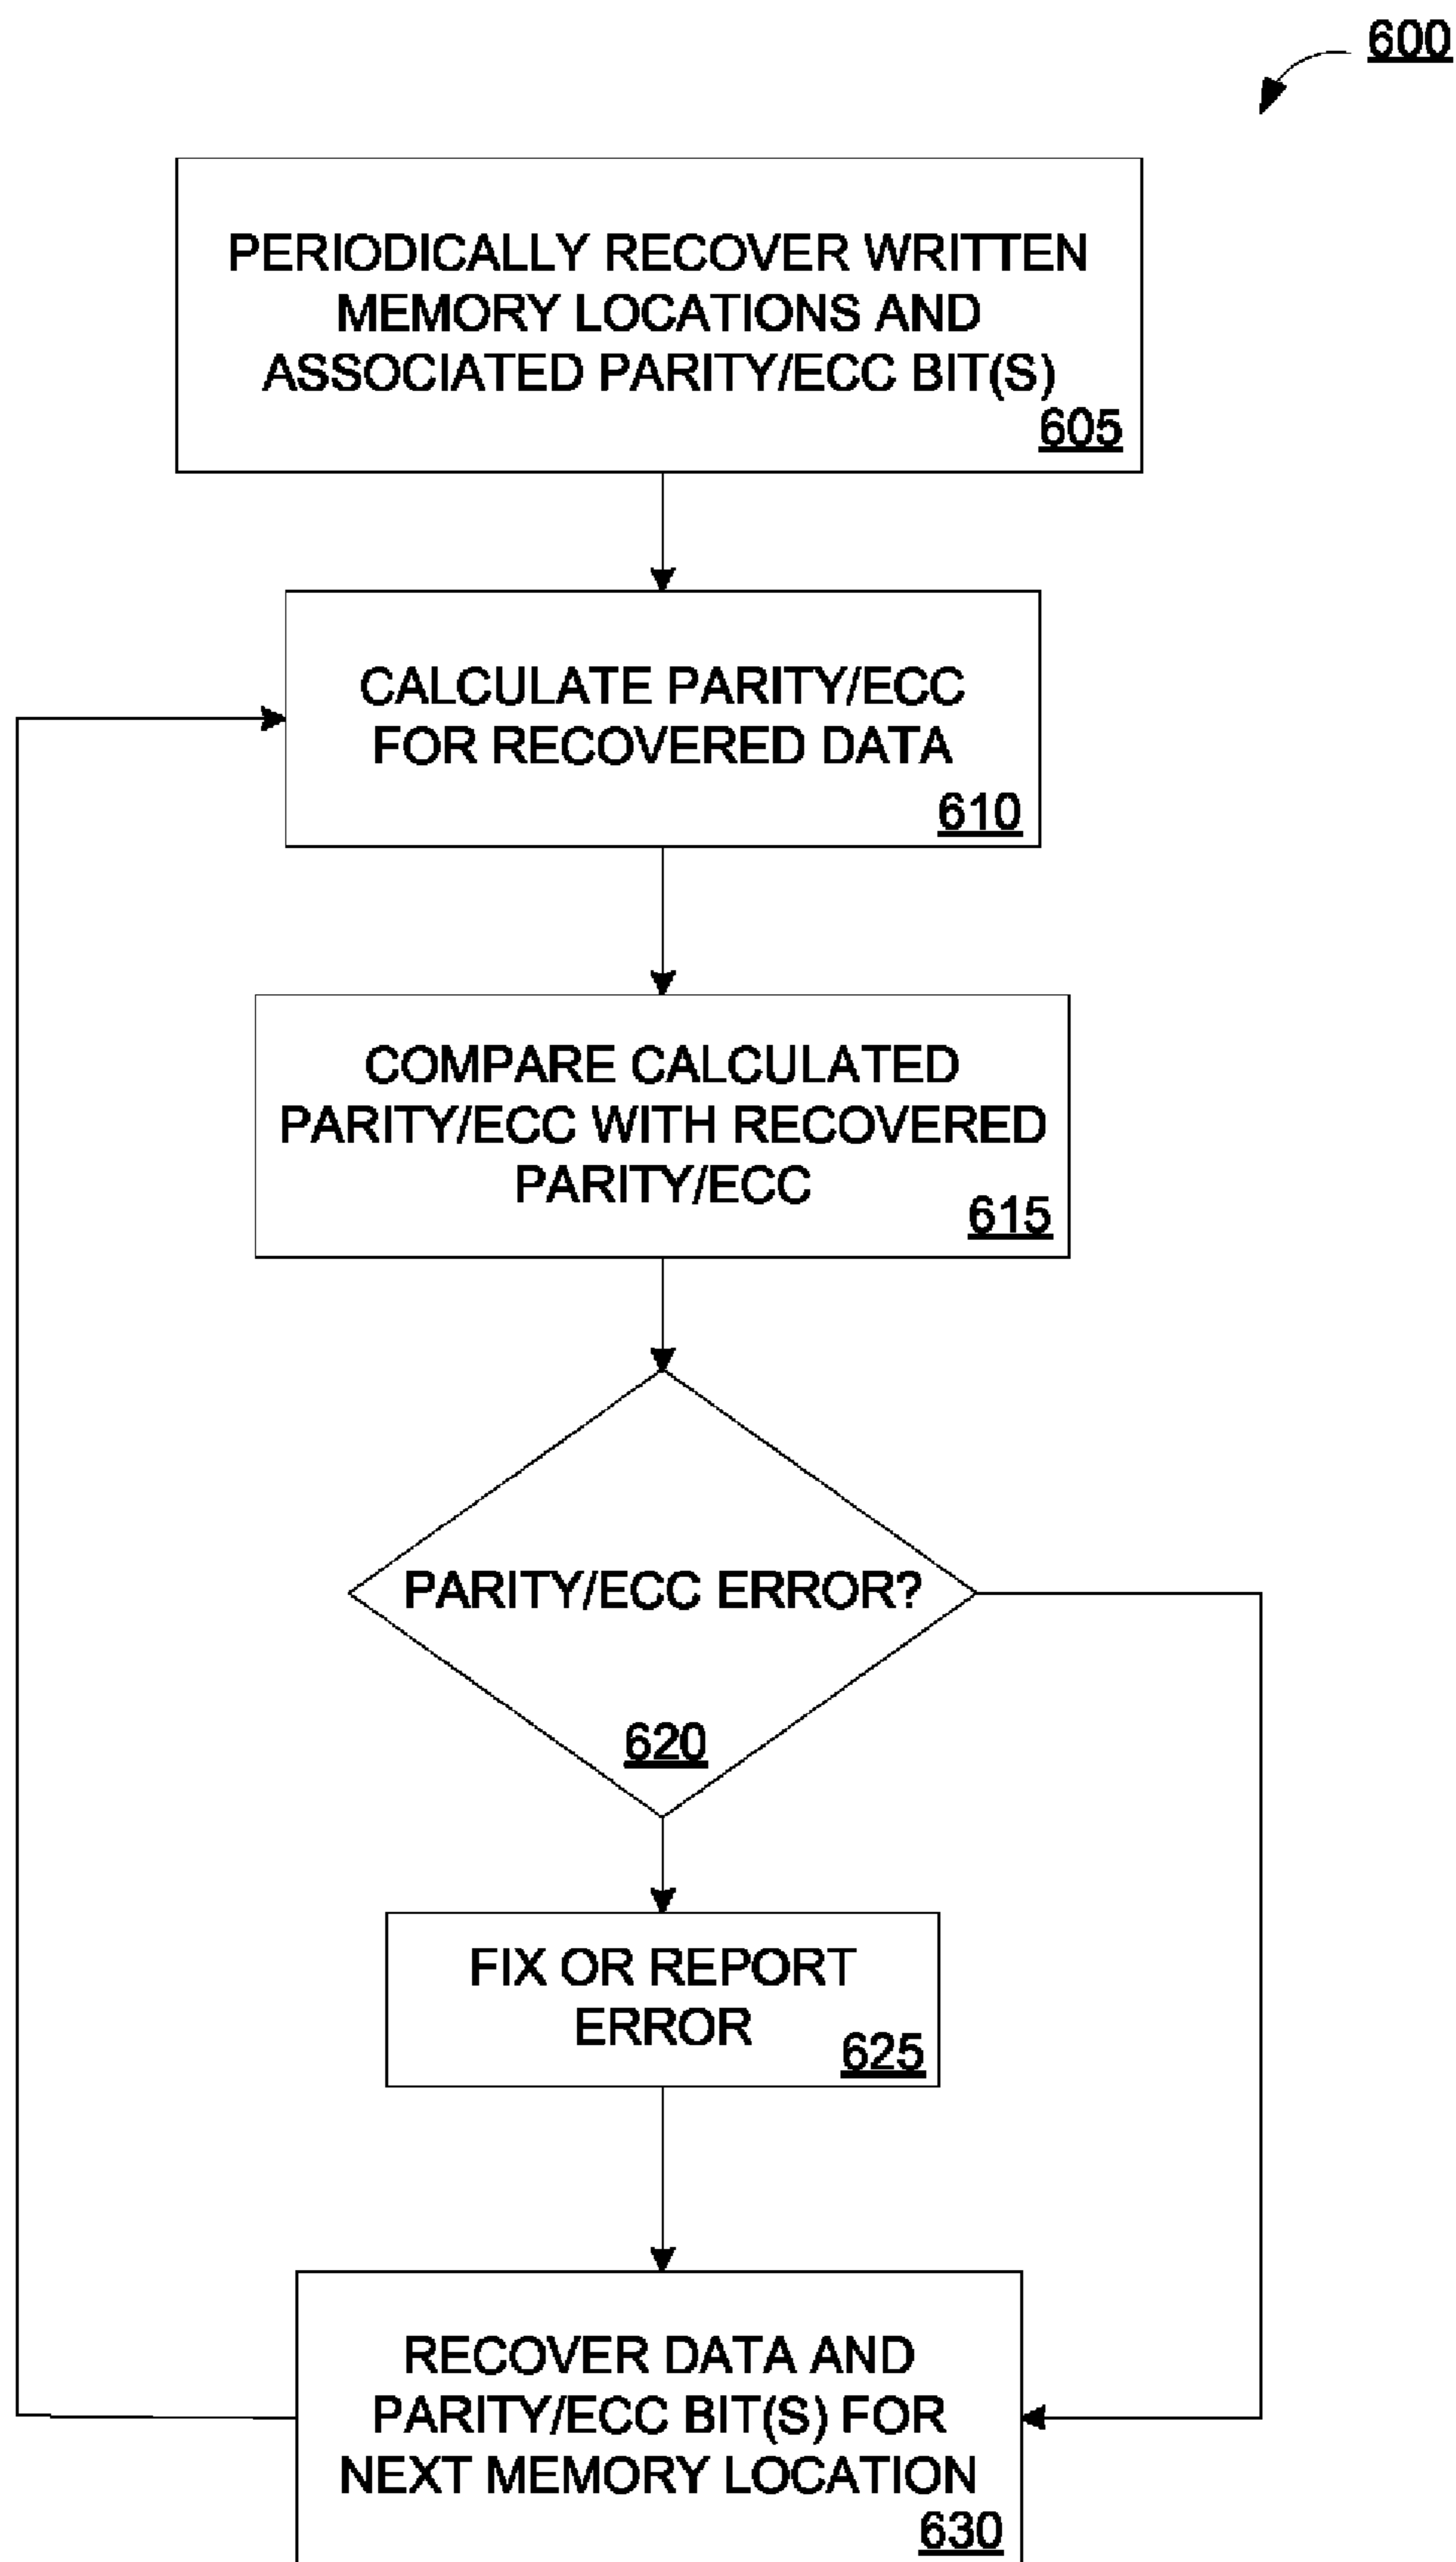 600
PERIODICALLY RECOVER WRITTEN
MEMORY LOCATIONS AND
ASSOCIATED PARITY/ECC BIT(S)
605
CALCULATE PARITY/ECC
FOR RECOVERED DATA
610
COMPARE CALCULATED
PARITY/ECC WITH RECOVERED
PARITY/ECC
615
PARITY/ECC ERROR?
620
FIX OR REPORT
ERROR
625
RECOVER DATA AND
PARITY/ECC BIT(S) FOR
NEXT MEMORY LOCATION
630